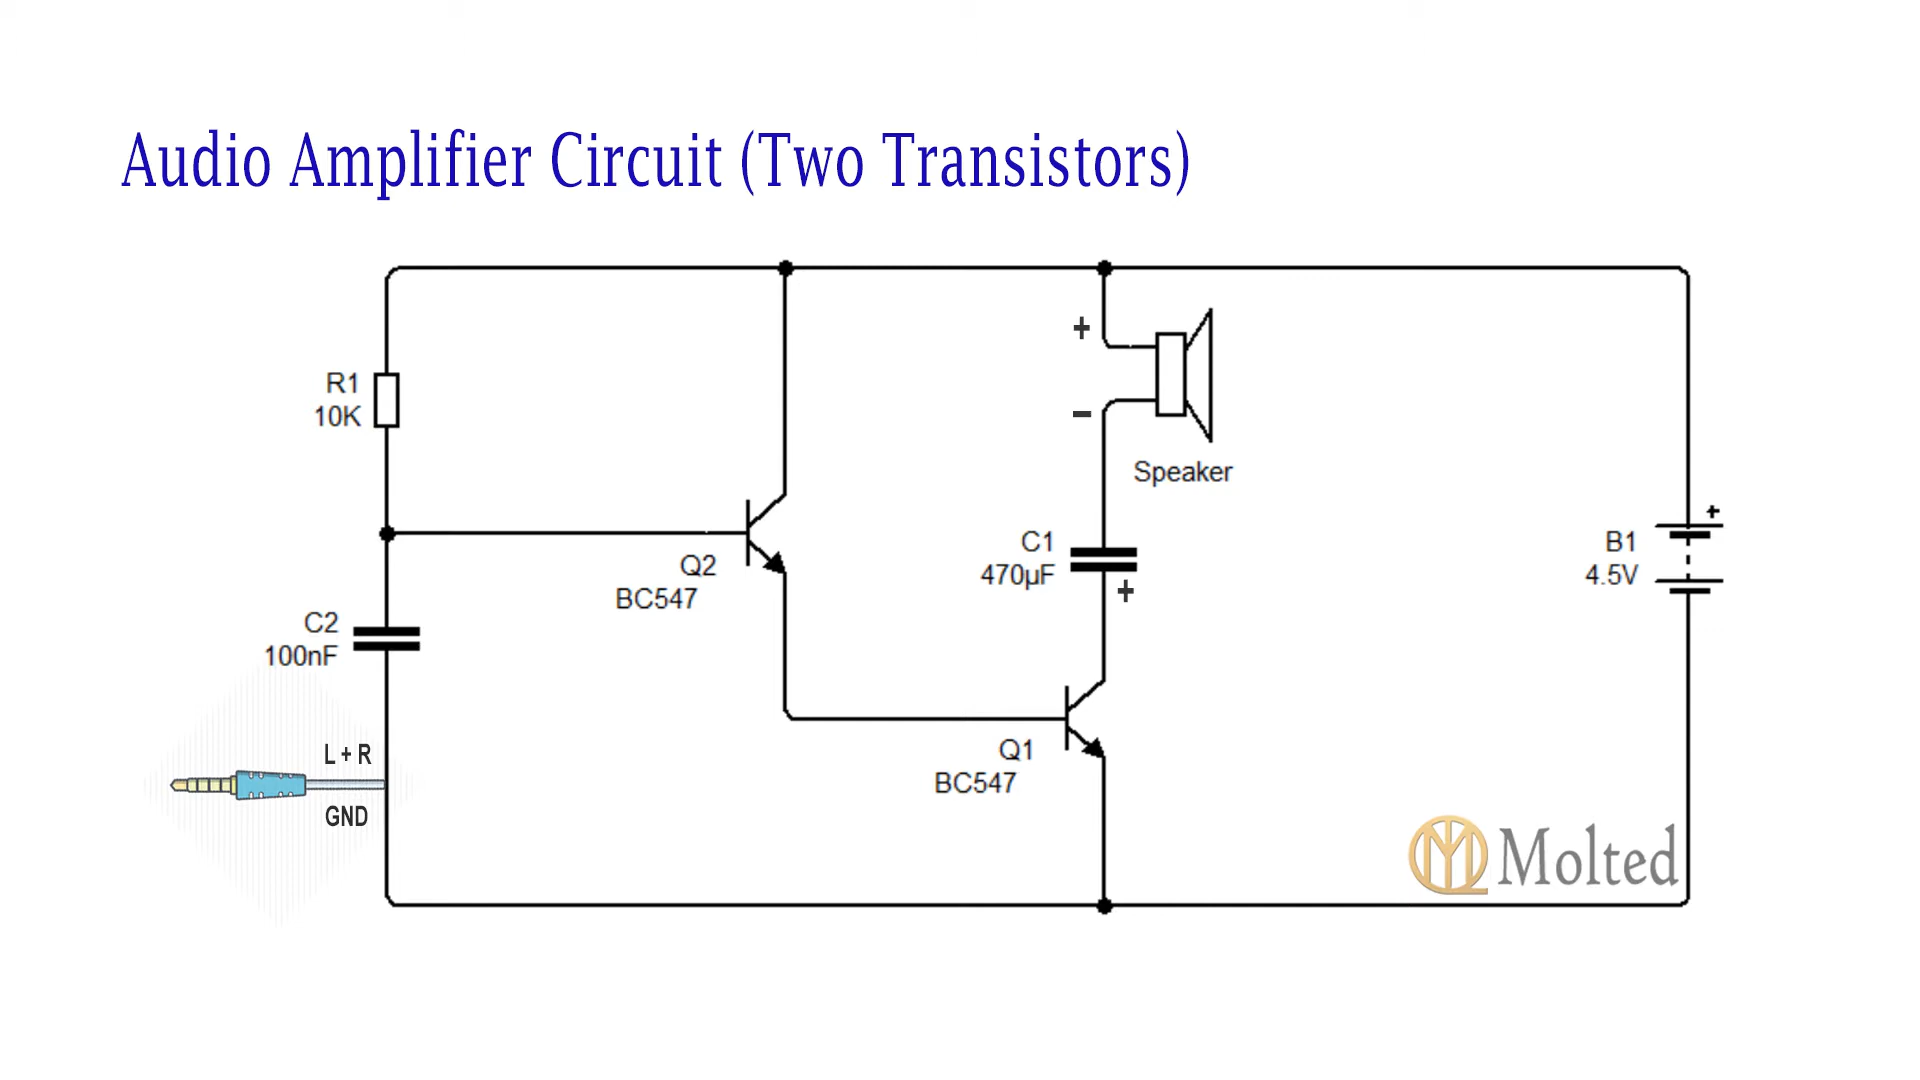 Audio Amplifier Circuit (Two Transistors)
+
R1
10K
−
Speaker
+
C1
470µF
B1
4.5V
Q2
BC547
+
C2
100nF
L + R
Q1
BC547
GND
Molted